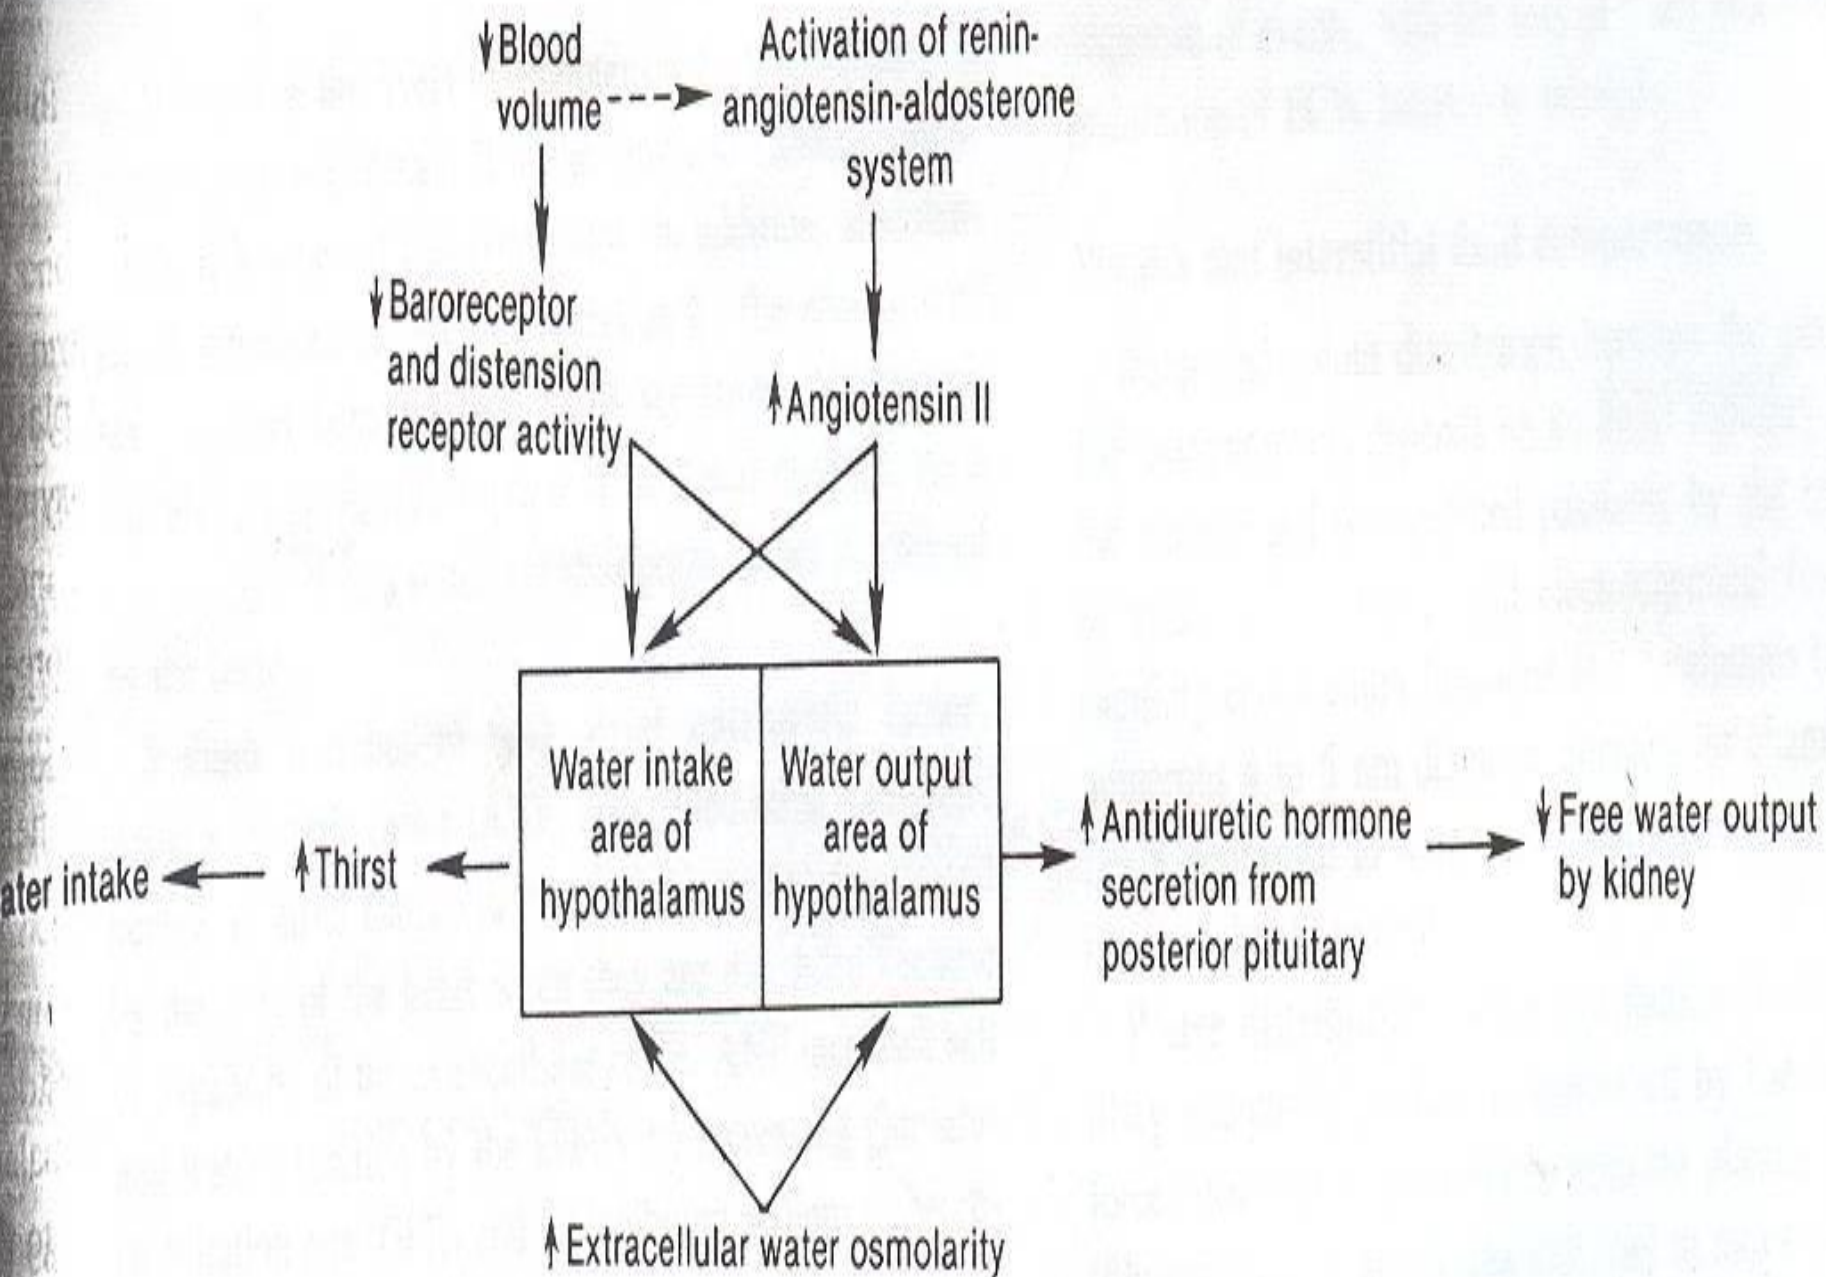 ↓Blood
volume
Activation of renin-
angiotensin-aldosterone
system
↓Baroreceptor
and distension
receptor activity
↑Angiotensin II
Water intake
area of
hypothalamus
Water output
area of
hypothalamus
ater intake
↑Thirst
↑Antidiuretic hormone
secretion from
posterior pituitary
↓Free water output
by kidney
↑Extracellular water osmolarity